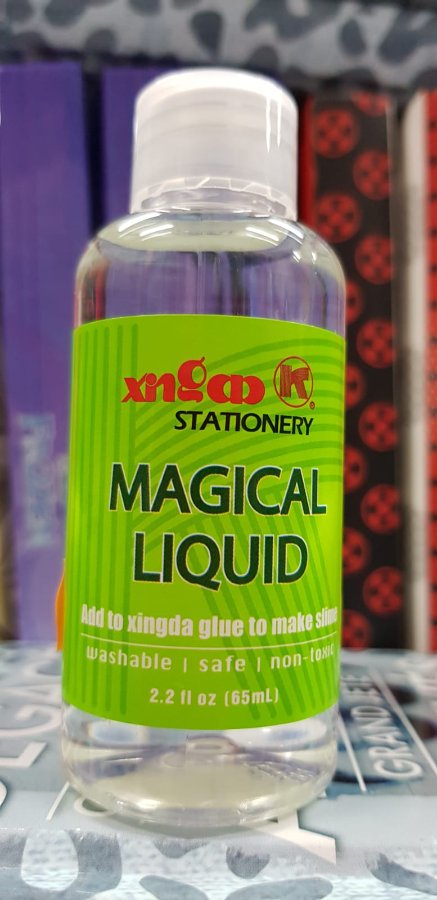 xingda K
STATIONERY
MAGICAL
LIQUID
Add to xingda glue to make slime
washable | safe | non-toxic
2.2 fl oz (65mL)
GRAND